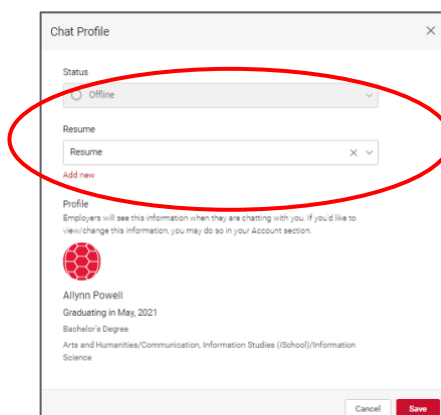 Chat Profile
Status
Offline
Resume
Resume
Add new
Profile
Employers will see this information when they are chatting with you. If you'd like to
view/change this information, you may do so in your Account section.
Allynn Powell
Graduating in May, 2021
Bachelor's Degree
Arts and Humanities/Communication, Information Studies (iSchool)/Information
Science
Cancel Save